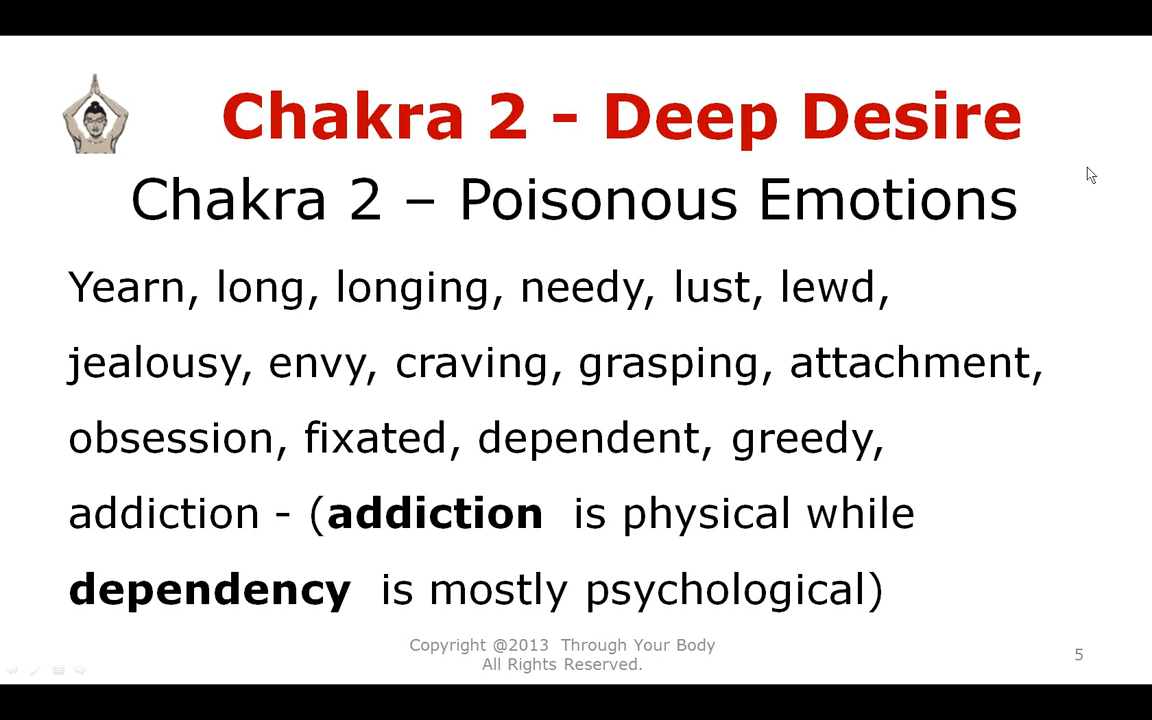 Chakra 2 - Deep Desire
Chakra 2 – Poisonous Emotions
Yearn, long, longing, needy, lust, lewd,
jealousy, envy, craving, grasping, attachment,
obsession, fixated, dependent, greedy,
addiction - (addiction is physical while
dependency is mostly psychological)
Copyright @2013 Through Your Body
All Rights Reserved.
5